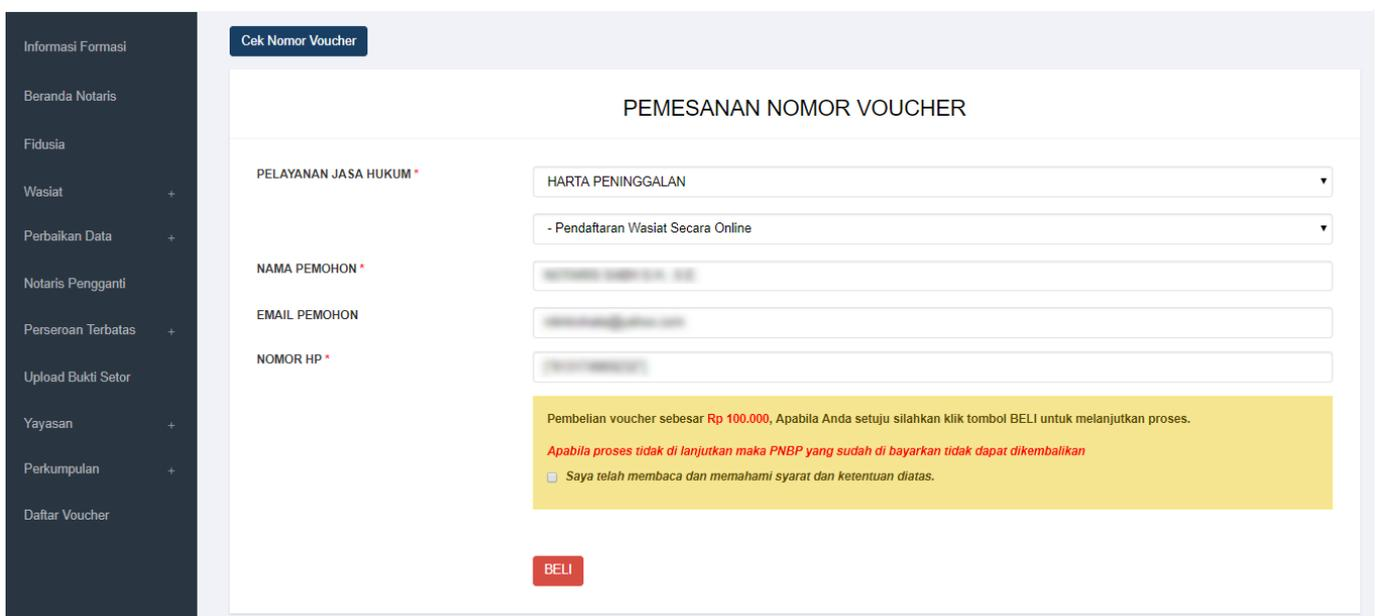 Informasi Formasi
Beranda Notaris
Fidusia
Wasiat +
Perbaikan Data +
Notaris Pengganti
Perseroan Terbatas +
Upload Bukti Setor
Yayasan +
Perkumpulan +
Daftar Voucher
Cek Nomor Voucher
PEMESANAN NOMOR VOUCHER
PELAYANAN JASA HUKUM *
HARTA PENINGGALAN
- Pendaftaran Wasiat Secara Online
NAMA PEMOHON *
EMAIL PEMOHON
NOMOR HP *
Pembelian voucher sebesar Rp 100.000, Apabila Anda setuju silahkan klik tombol BELI untuk melanjutkan proses.
Apabila proses tidak di lanjutkan maka PNBP yang sudah di bayarkan tidak dapat dikembalikan
Saya telah membaca dan memahami syarat dan ketentuan diatas.
BELI